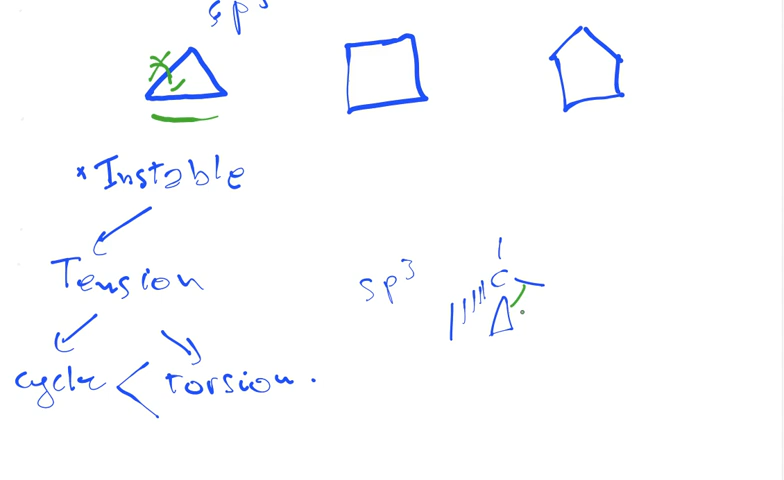 sp³
* Instable
Tension
sp³
C
cycle < torsion.